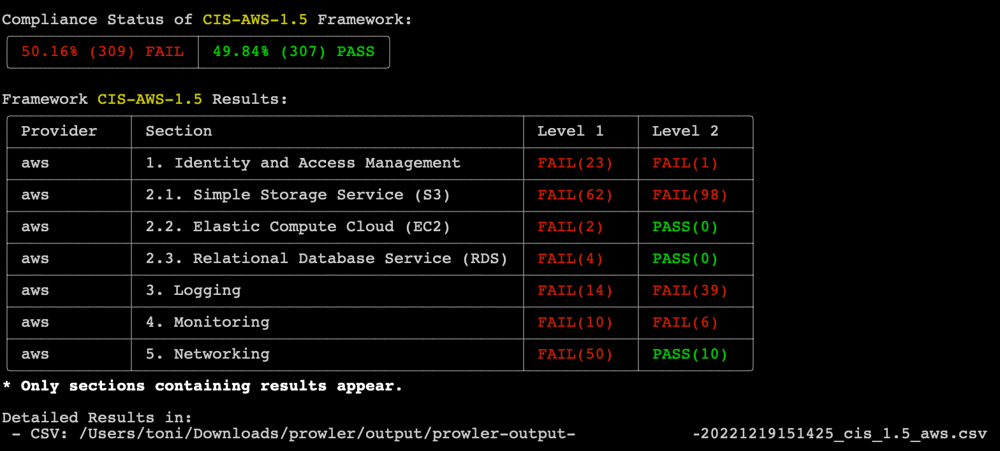 Compliance Status of CIS-AWS-1.5 Framework:
50.16% (309) FAIL 49.84% (307) PASS
Framework CIS-AWS-1.5 Results:
Provider Section Level 1 Level 2
aws 1. Identity and Access Management FAIL(23) FAIL(1)
aws 2.1. Simple Storage Service (S3) FAIL(62) FAIL(98)
aws 2.2. Elastic Compute Cloud (EC2) FAIL(2) PASS(0)
aws 2.3. Relational Database Service (RDS) FAIL(4) PASS(0)
aws 3. Logging FAIL(14) FAIL(39)
aws 4. Monitoring FAIL(10) FAIL(6)
aws 5. Networking FAIL(50) PASS(10)
* Only sections containing results appear.
Detailed Results in:
- CSV: /Users/toni/Downloads/prowler/output/prowler-output- -20221219151425_cis_1.5_aws.csv